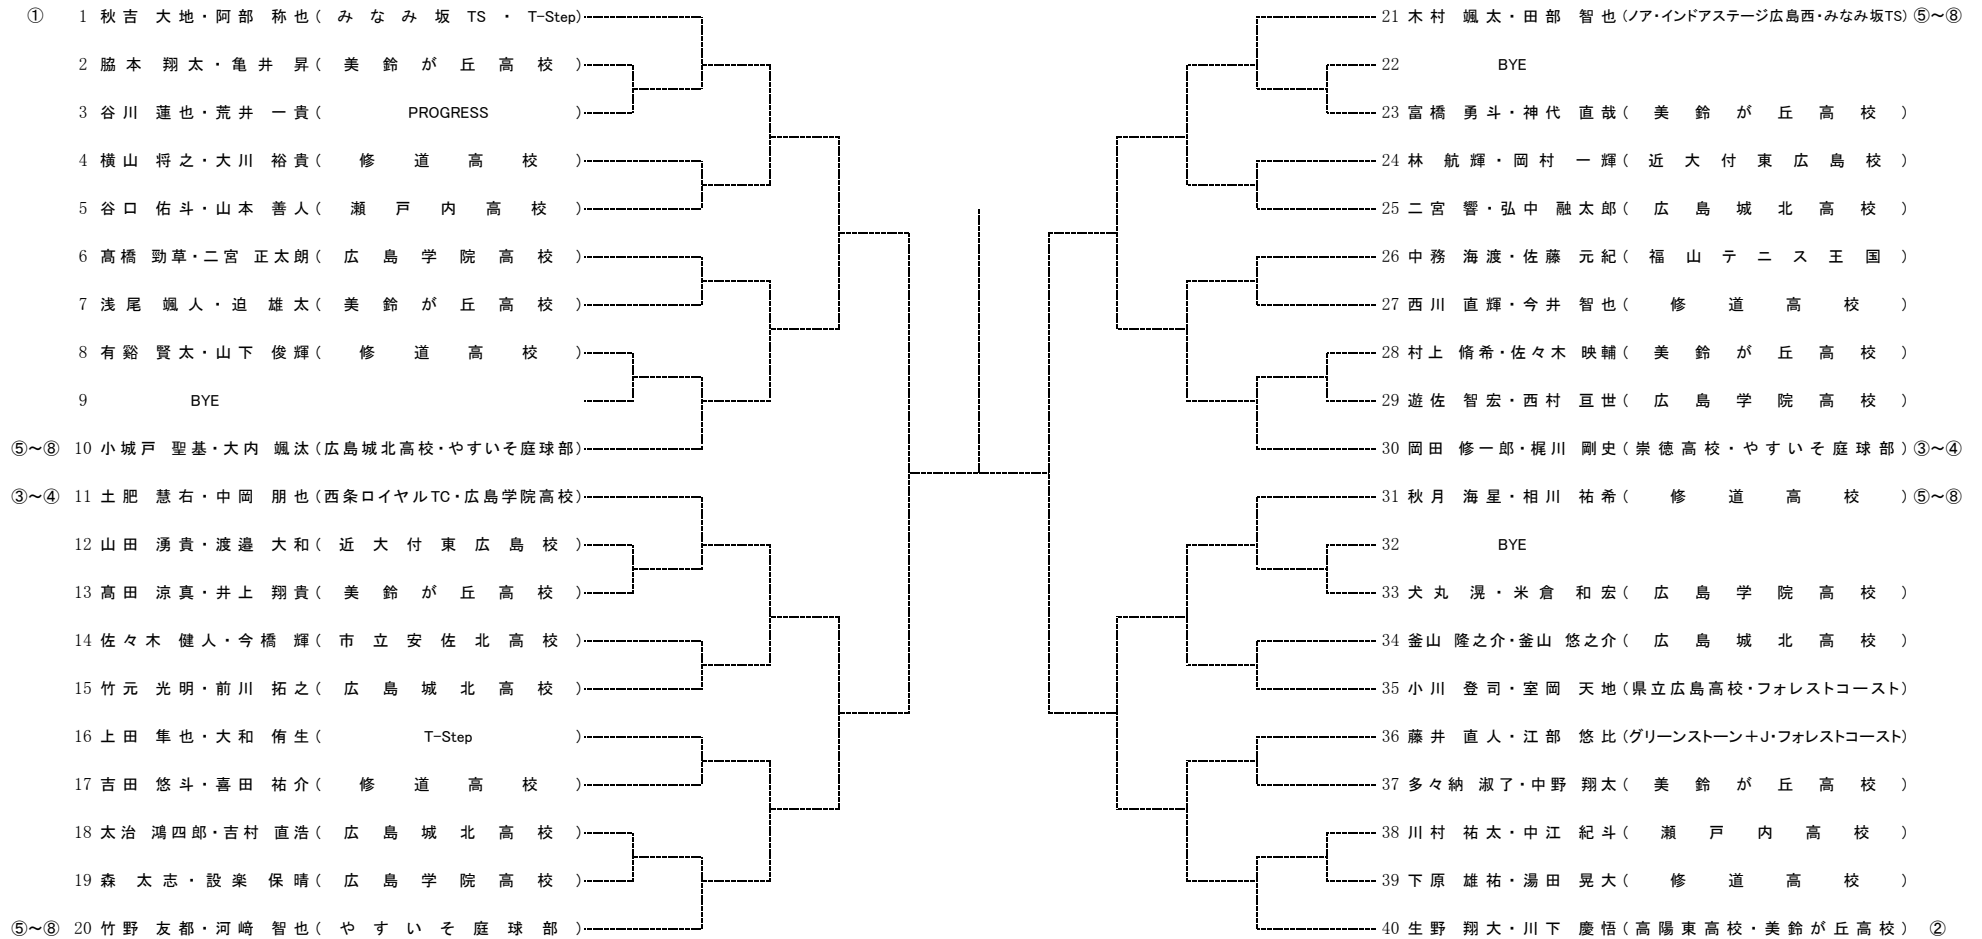 ① 1 秋吉 大地・阿部 称也(みなみ坂TS・T-Step)
2 脇本 翔太・亀井 昇(美鈴が丘高校)
3 谷川 蓮也・荒井 一貴(PROGRESS)
4 横山 将之・大川 裕貴(修道高校)
5 谷口 佑斗・山本 善人(瀬戸内高校)
6 髙橋 勁草・二宮 正太朗(広島学院高校)
7 浅尾 颯人・迫 雄太(美鈴が丘高校)
8 有谿 賢太・山下 俊輝(修道高校)
9 BYE
⑤～⑧ 10 小城戸 聖基・大内 颯汰(広島城北高校・やすいそ庭球部)
③～④ 11 土肥 慧右・中岡 朋也(西条ロイヤルTC・広島学院高校)
12 山田 湧貴・渡邉 大和(近大付東広島校)
13 髙田 涼真・井上 翔貴(美鈴が丘高校)
14 佐々木 健人・今橋 輝(市立安佐北高校)
15 竹元 光明・前川 拓之(広島城北高校)
16 上田 隼也・大和 侑生(T-Step)
17 吉田 悠斗・喜田 祐介(修道高校)
18 太治 鴻四郎・吉村 直浩(広島城北高校)
19 森 太志・設楽 保晴(広島学院高校)
⑤～⑧ 20 竹野 友都・河﨑 智也(やすいそ庭球部)
21 木村 颯太・田部 智也(ノア・インドアステージ広島西・みなみ坂TS) ⑤～⑧
22 BYE
23 富橋 勇斗・神代 直哉(美鈴が丘高校)
24 林 航輝・岡村 一輝(近大付東広島校)
25 二宮 響・弘中 融太郎(広島城北高校)
26 中務 海渡・佐藤 元紀(福山テニス王国)
27 西川 直輝・今井 智也(修道高校)
28 村上 脩希・佐々木 映輔(美鈴が丘高校)
29 遊佐 智宏・西村 亘世(広島学院高校)
30 岡田 修一郎・梶川 剛史(崇徳高校・やすいそ庭球部) ③～④
31 秋月 海星・相川 祐希(修道高校) ⑤～⑧
32 BYE
33 犬丸 滉・米倉 和宏(広島学院高校)
34 釜山 隆之介・釜山 悠之介(広島城北高校)
35 小川 登司・室岡 天地(県立広島高校・フォレストコースト)
36 藤井 直人・江部 悠比(グリーンストーン＋J・フォレストコースト)
37 多々納 淑了・中野 翔太(美鈴が丘高校)
38 川村 祐太・中江 紀斗(瀬戸内高校)
39 下原 雄祐・湯田 晃大(修道高校)
40 生野 翔大・川下 慶悟(高陽東高校・美鈴が丘高校) ②